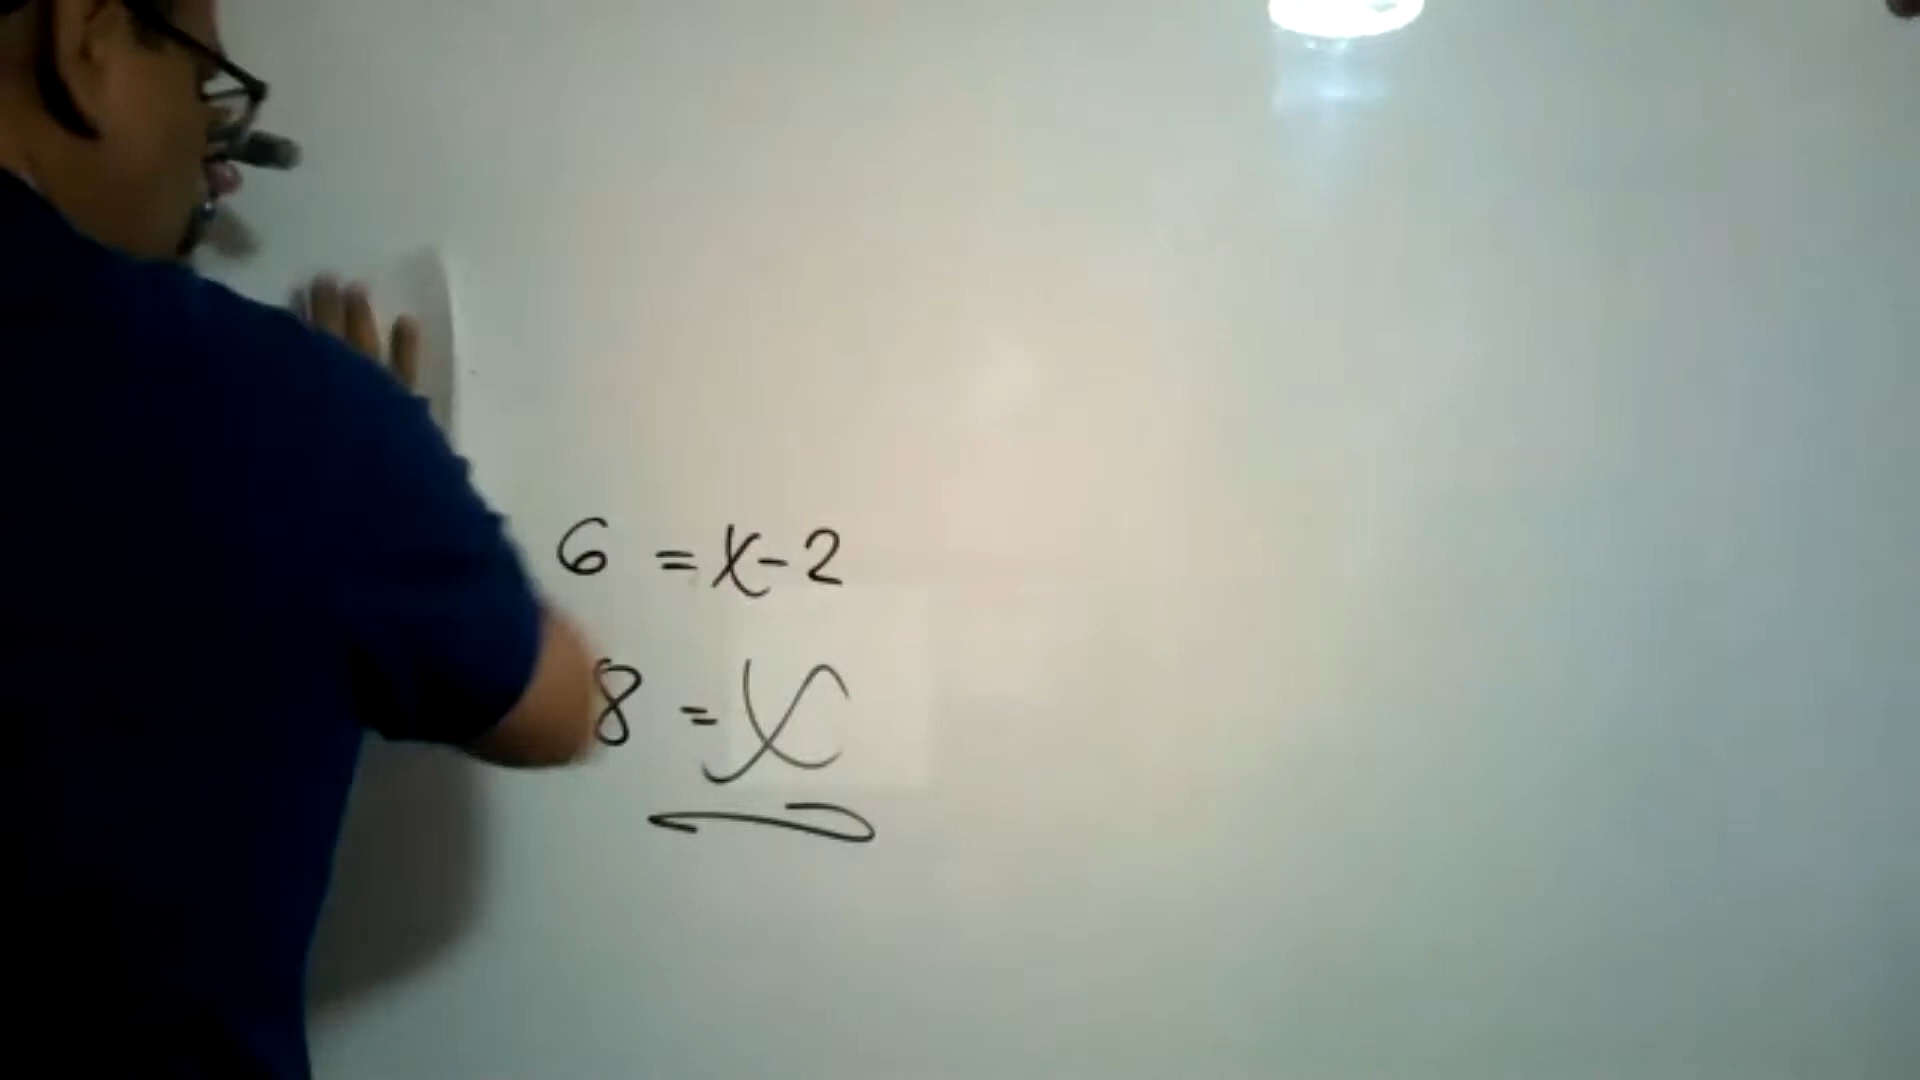 6 = x-2
8 = x